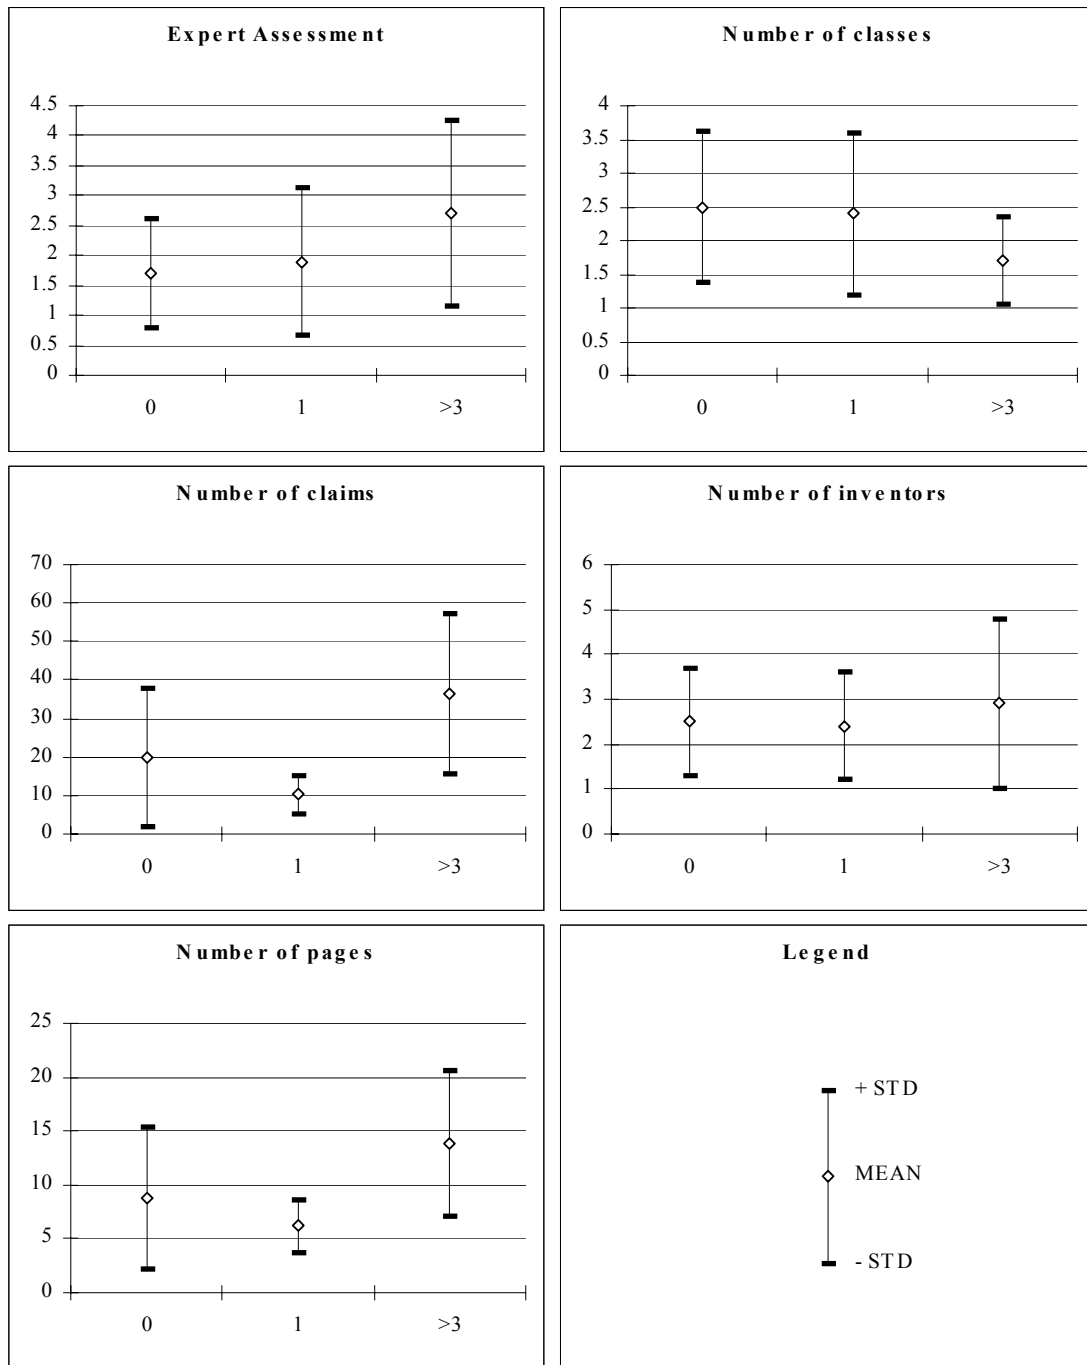 Expert Assessment
4.5
4
3.5
3
2.5
2
1.5
1
0.5
0
0 1 >3
Number of classes
4
3.5
3
2.5
2
1.5
1
0.5
0
0 1 >3
Number of claims
70
60
50
40
30
20
10
0
0 1 >3
Number of inventors
6
5
4
3
2
1
0
0 1 >3
Number of pages
25
20
15
10
5
0
0 1 >3
Legend
+ STD
MEAN
- STD